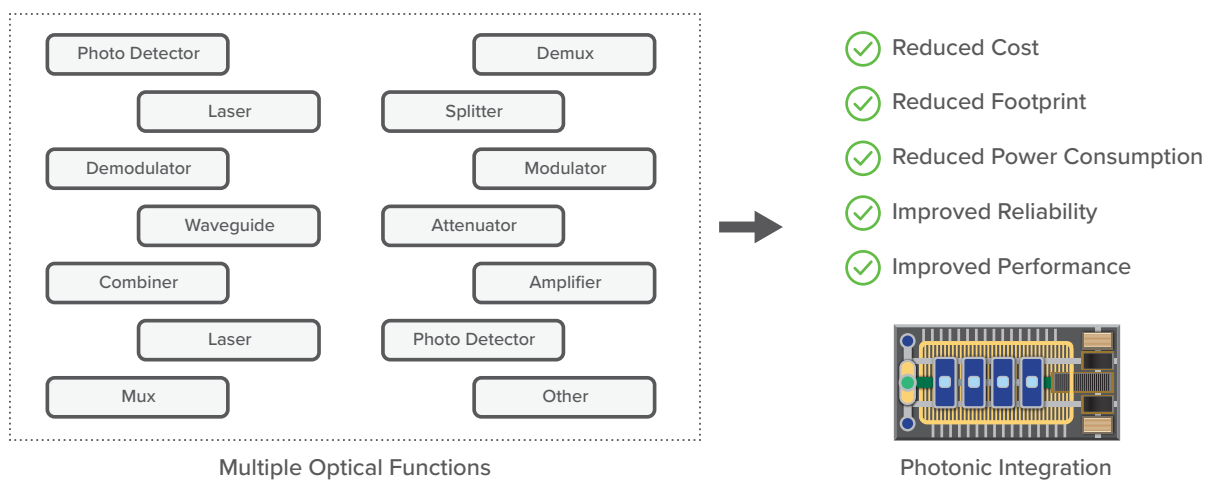 Photo Detector
Demux
Laser
Splitter
Demodulator
Modulator
Waveguide
Attenuator
Combiner
Amplifier
Laser
Photo Detector
Mux
Other
Multiple Optical Functions
Reduced Cost
Reduced Footprint
Reduced Power Consumption
Improved Reliability
Improved Performance
Photonic Integration